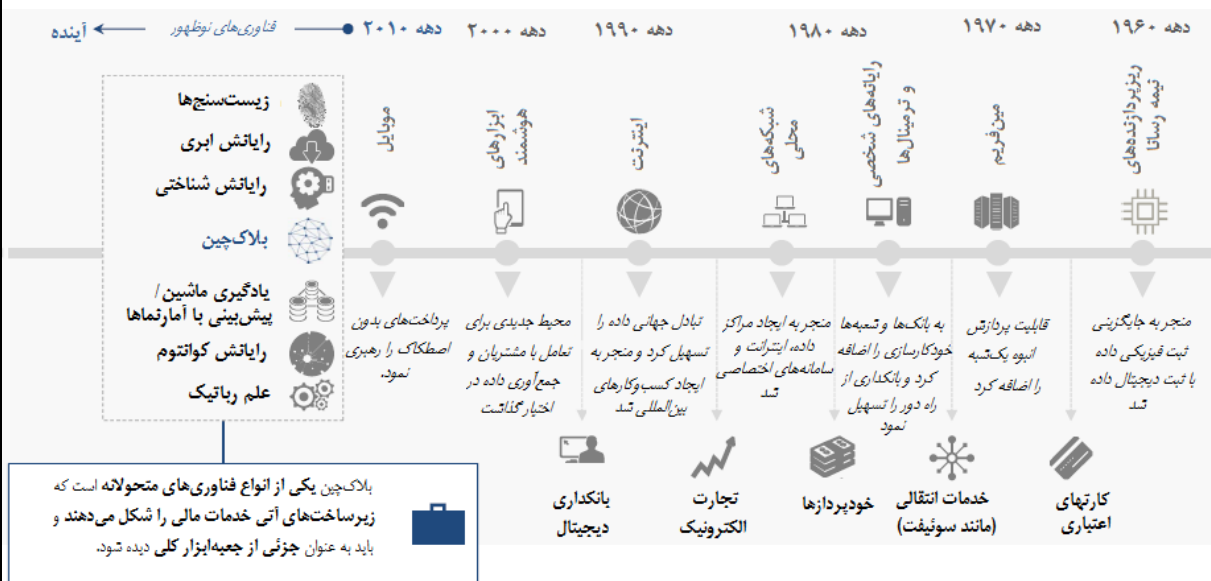 دهه ۱۹۶۰
دهه ۱۹۷۰
دهه ۱۹۸۰
دهه ۱۹۹۰
دهه ۲۰۰۰
دهه ۲۰۱۰
فناوری‌های نوظهور
آینده
ریزپردازنده‌های
نیمه رسانا
مین‌فریم
رایانه‌های شخصی
و ترمینال‌ها
شبکه‌های
محلی
اینترنت
ابزارهای
هوشمند
موبایل
زیست‌سنج‌ها
رایانش ابری
رایانش شناختی
بلاک‌چین
یادگیری ماشین /
پیش‌بینی با آمارنماها
رایانش کوانتوم
علم رباتیک
منجر به جایگزینی
ثبت فیزیکی داده
با ثبت دیجیتال داده
شد
قابلیت پردازش
انبوه یک‌شبه
را اضافه کرد
به بانک‌ها و شعبه‌ها
خودکارسازی را اضافه
کرد و بانکداری از
راه دور را تسهیل
نمود
منجر به ایجاد مراکز
داده، اینترانت و
سامانه‌های اختصاصی
شد
تبادل جهانی داده را
تسهیل کرد و منجر به
ایجاد کسب‌وکارهای
بین‌المللی شد
محیط جدیدی برای
تعامل با مشتریان و
جمع‌آوری داده در
اختیار گذاشت
پرداخت‌های بدون
اصطکاک را رهبری
نمود.
کارتهای
اعتباری
خدمات انتقالی
(مانند سوئیفت)
خودپردازها
تجارت
الکترونیک
بانکداری
دیجیتال
بلاک‌چین یکی از انواع فناوری‌های متحولانه است که
زیرساخت‌های آتی خدمات مالی را شکل می‌دهند و
باید به عنوان جزئی از جعبه‌ابزار کلی دیده شود.